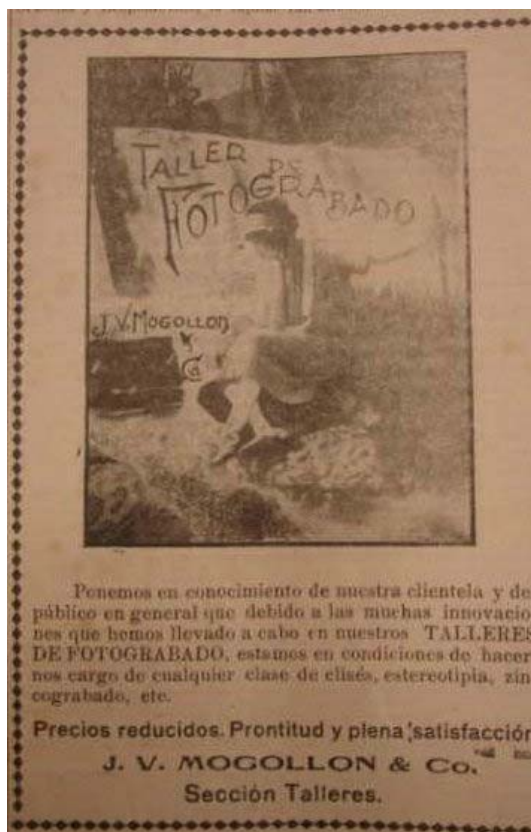 TALLER DE
FOTOGRABADO
J. V. MOGOLLON
Y
Ca
Ponemos en conocimiento de nuestra clientela y de
público en general que debido a las muchas innovacio
nes que hemos llevado a cabo en nuestros TALLERES
DE FOTOGRABADO, estamos en condiciones de hacer
nos cargo de cualquier clase de clisés, estereotipia, zin
cograbado, etc.
Precios reducidos. Prontitud y plena satisfacción
J. V. MOGOLLON & Co.
Sección Talleres.